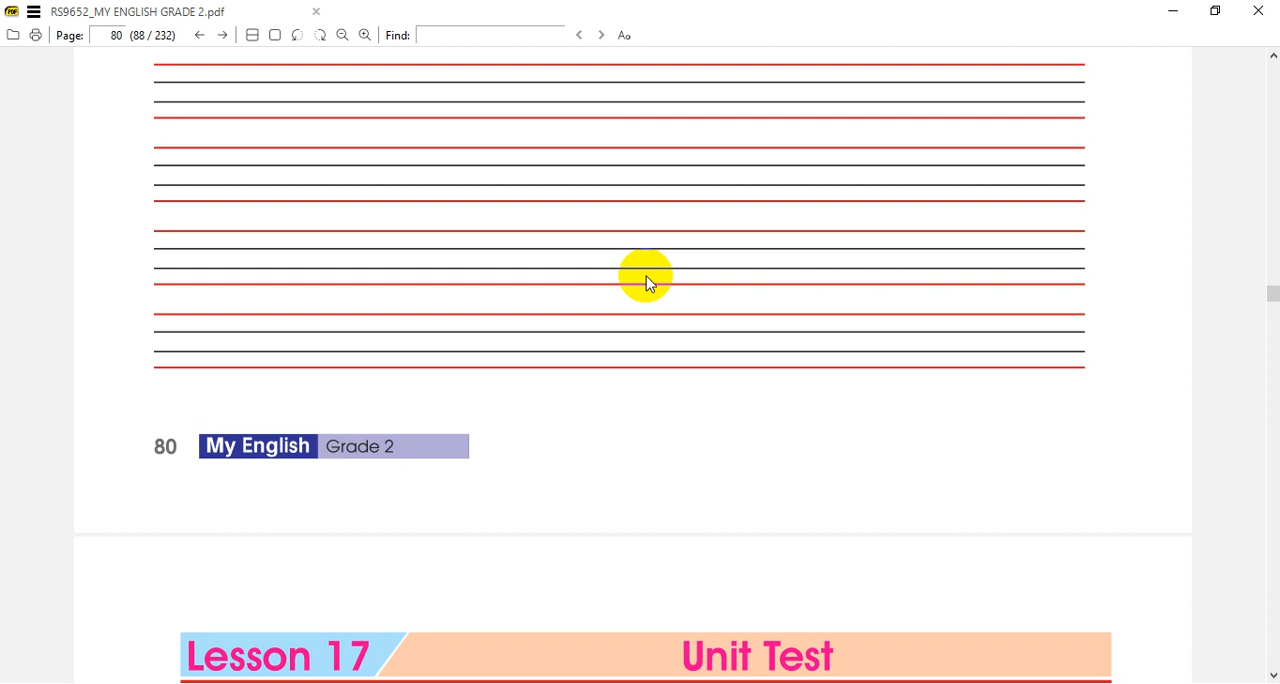 RS9652_MY ENGLISH GRADE 2.pdf
Page: 80 (88 / 232) Find: Aa
80 My English Grade 2
Lesson 17 Unit Test